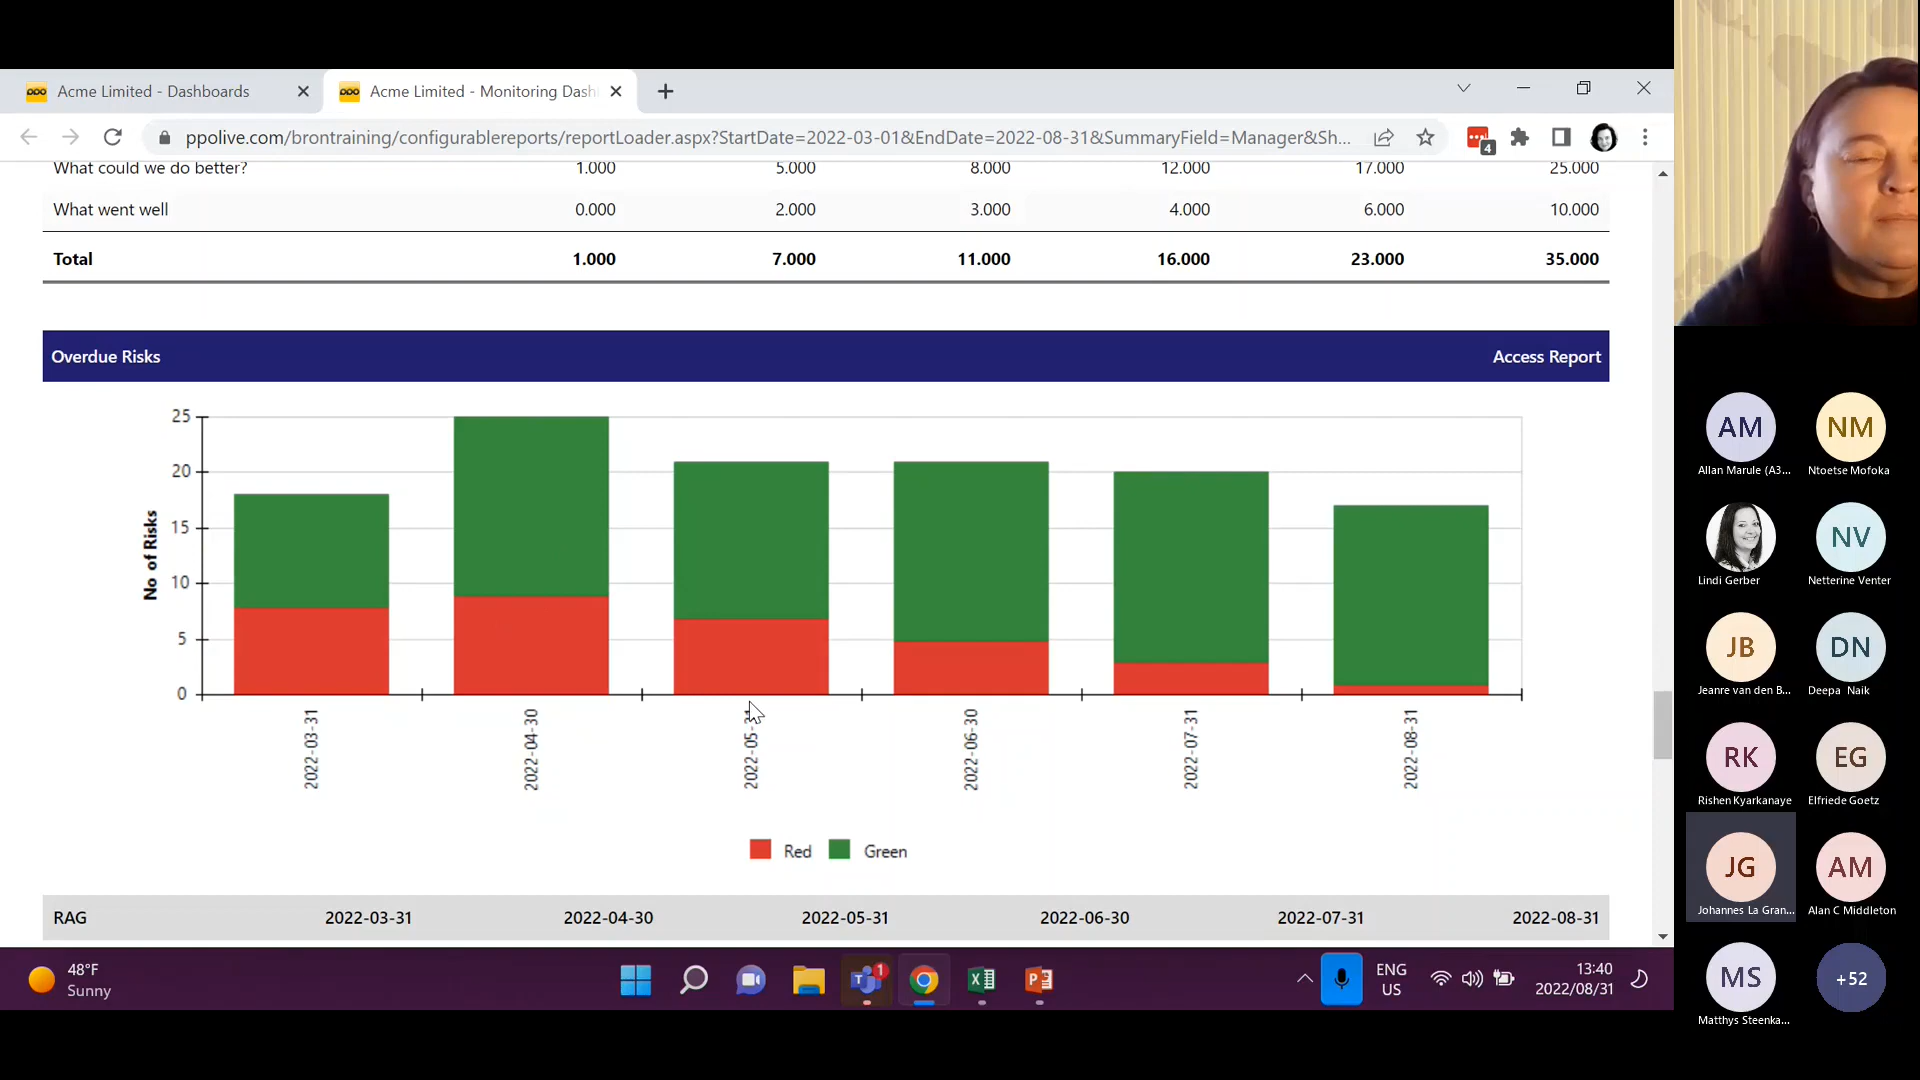 Acme Limited - Dashboards
Acme Limited - Monitoring Dash
ppolive.com/brontraining/configurablereports/reportLoader.aspx?StartDate=2022-03-01&EndDate=2022-08-31&SummaryField=Manager&Sh...
4
What could we do better? 1.000 5.000 8.000 12.000 17.000 25.000
What went well 0.000 2.000 3.000 4.000 6.000 10.000
Total 1.000 7.000 11.000 16.000 23.000 35.000
Overdue Risks Access Report
25
20
15
10
5
0
No of Risks
2022-03-31
2022-04-30
2022-05-31
2022-06-30
2022-07-31
2022-08-31
Red Green
RAG 2022-03-31 2022-04-30 2022-05-31 2022-06-30 2022-07-31 2022-08-31
48°F
Sunny
1
ENG
US
13:40
2022/08/31
AM NM
Allan Marule (A3... Ntoetse Mofoka
NV
Lindi Gerber Netterine Venter
JB DN
Jeanre van den B... Deepa Naik
RK EG
Rishen Kyarkanaye Elfriede Goetz
JG AM
Johannes La Gran... Alan C Middleton
MS +52
Matthys Steenka...